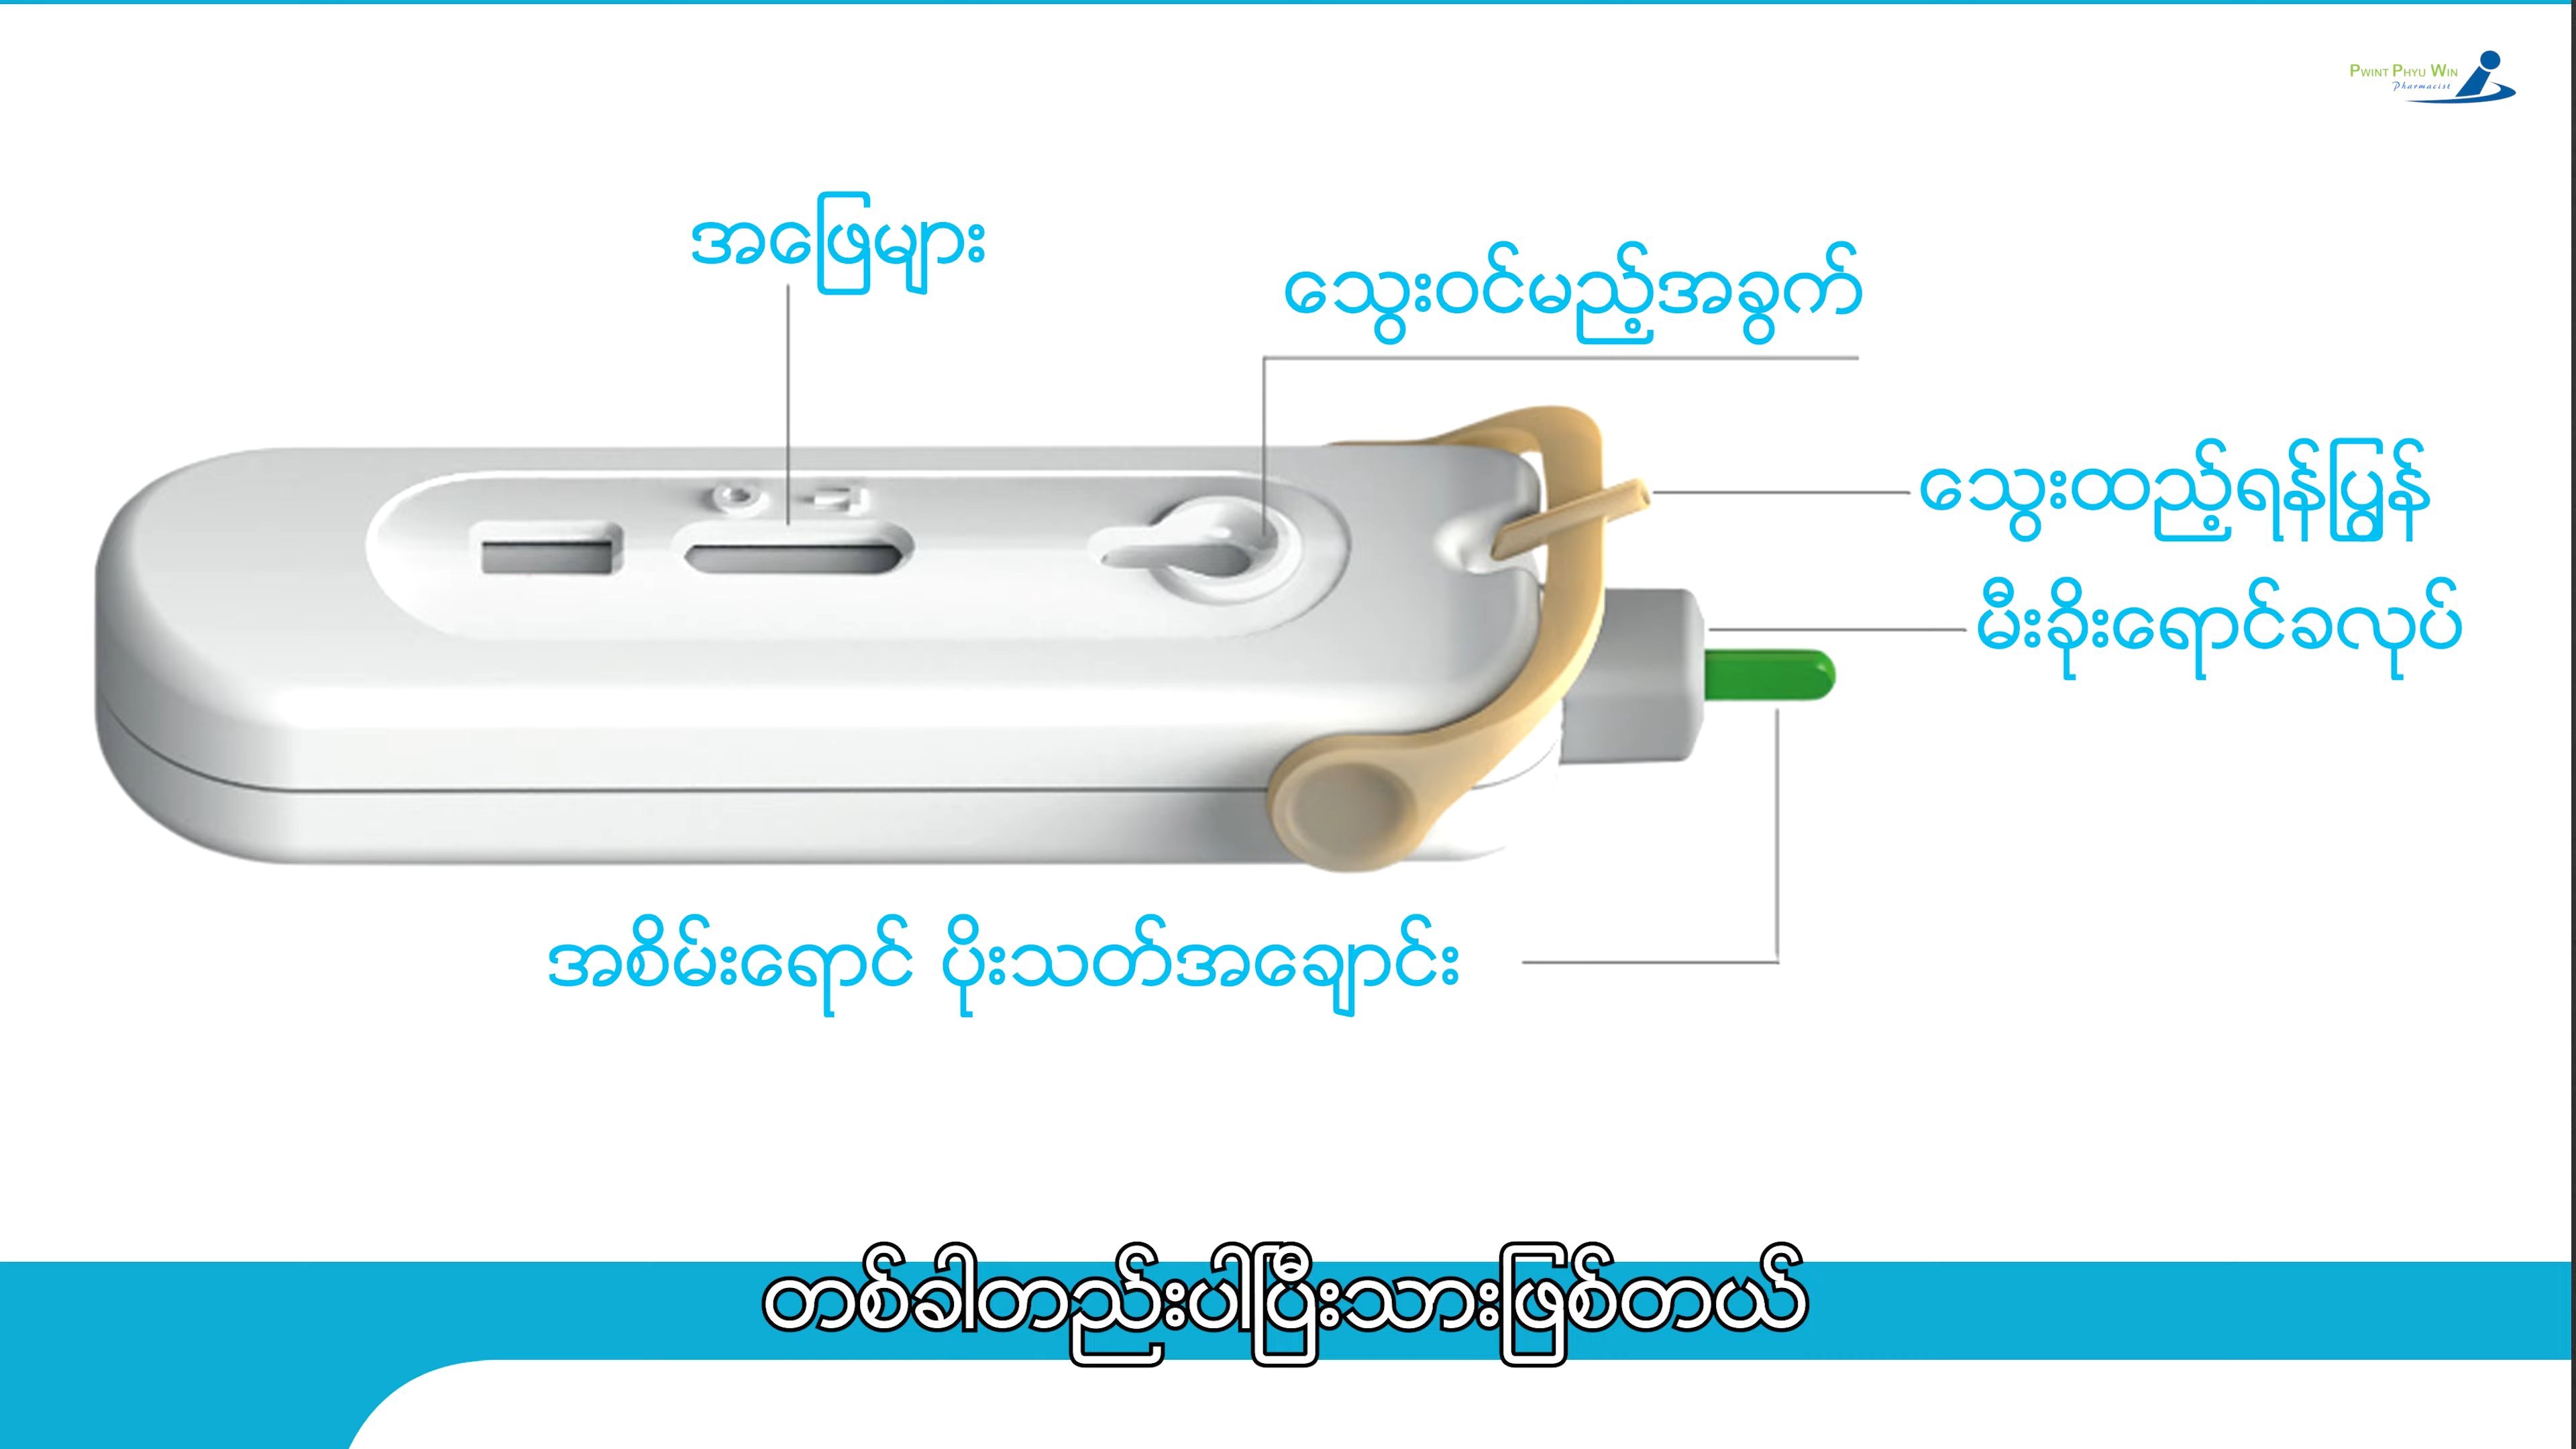 PWINT PHYU WIN
Pharmacist
အဖြေများ
သွေးဝင်မည့်အခွက်
သွေးထည့်ရန်ပြွန်
မီးခိုးရောင်ခလုပ်
အစိမ်းရောင် ပိုးသတ်အချောင်း
တစ်ခါတည်းပါပြီးသားဖြစ်တယ်